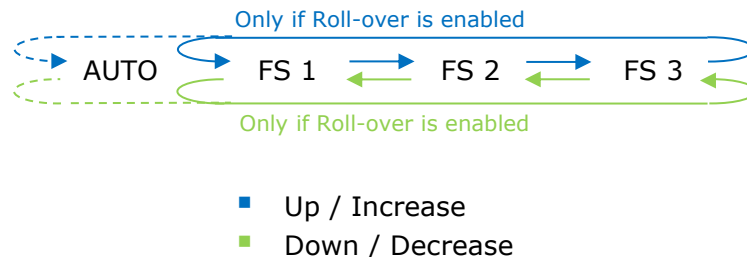 Only if Roll-over is enabled
AUTO FS 1 FS 2 FS 3
Only if Roll-over is enabled
Up / Increase
Down / Decrease